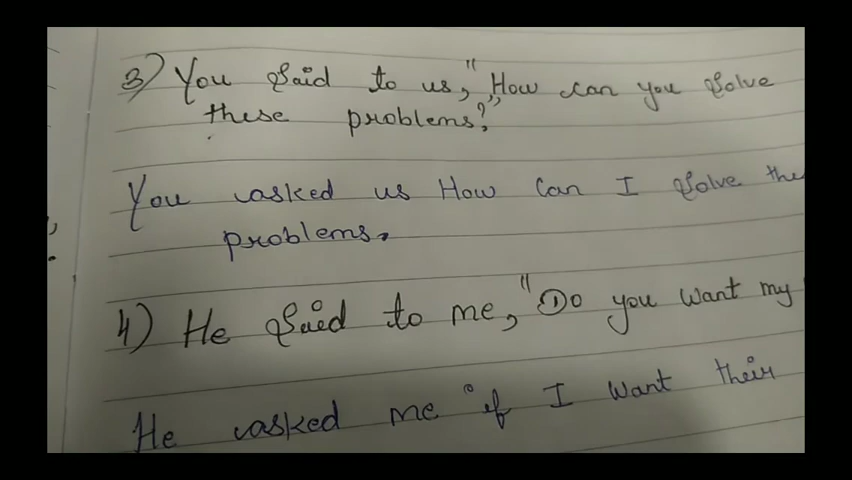 3) You said to us, "How can you solve
these problems?",
You asked us How can I solve the
problems.
4) He saied to me, "Do you want my
He asked me if I want their